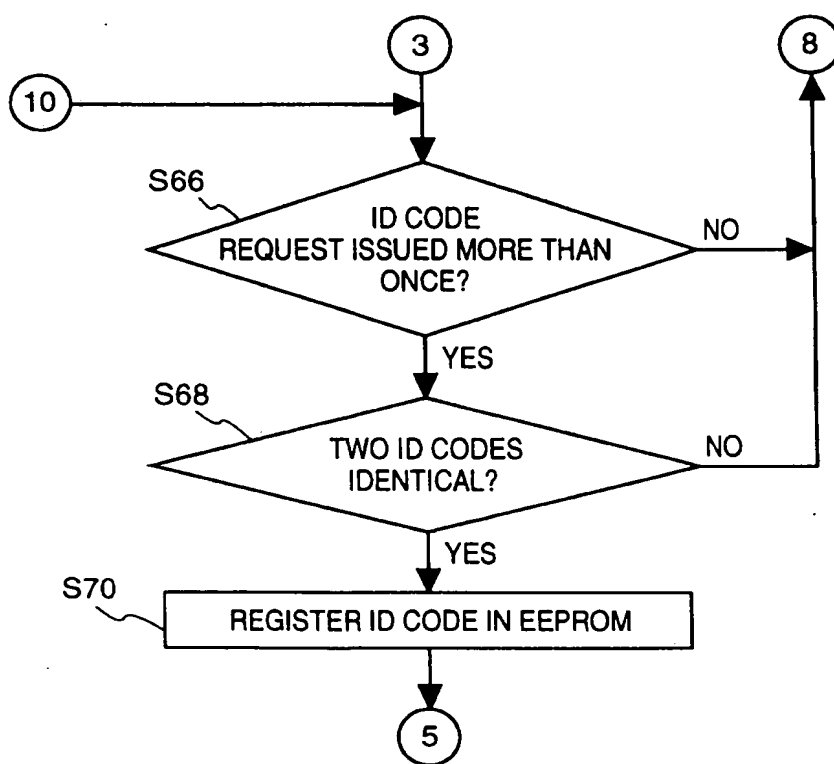 3
8
10
S66
ID CODE
REQUEST ISSUED MORE THAN
ONCE?
NO
YES
S68
TWO ID CODES
IDENTICAL?
NO
YES
S70
REGISTER ID CODE IN EEPROM
5